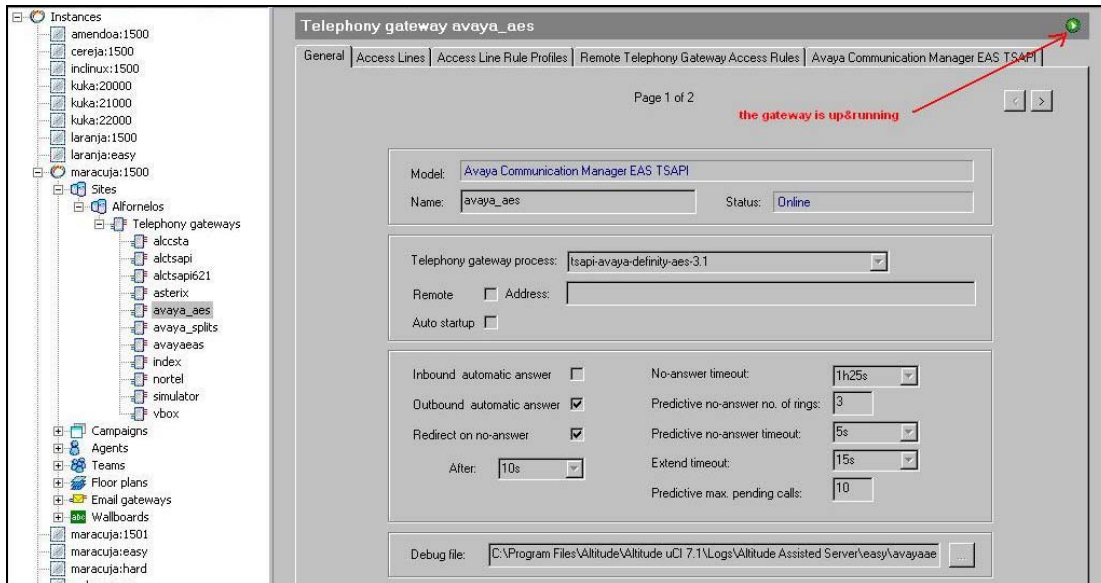 Instances
amendoa:1500
cereja:1500
inclinux:1500
kuka:20000
kuka:21000
kuka:22000
laranja:1500
laranja:easy
maracuja:1500
Sites
Alfornelos
Telephony gateways
alccsta
alctsapi
alctsapi621
asterix
avaya_aes
avaya_splits
avayaeas
index
nortel
simulator
vbox
Campaigns
Agents
Teams
Floor plans
Email gateways
abc Wallboards
maracuja:1501
maracuja:easy
maracuja:hard
Telephony gateway avaya_aes
General Access Lines Access Line Rule Profiles Remote Telephony Gateway Access Rules Avaya Communication Manager EAS TSAPI
Page 1 of 2 < >
the gateway is up&running
Model: Avaya Communication Manager EAS TSAPI
Name: avaya_aes Status: Online
Telephony gateway process: tsapi-avaya-definity-aes-3.1
Remote Address:
Auto startup
Inbound automatic answer No-answer timeout: 1h25s
Outbound automatic answer Predictive no-answer no. of rings: 3
Redirect on no-answer Predictive no-answer timeout: 5s
After: 10s Extend timeout: 15s
Predictive max. pending calls: 10
Debug file: C:\Program Files\Altitude\Altitude uCI 7.1\Logs\Altitude Assisted Server\easy\avayaae ...